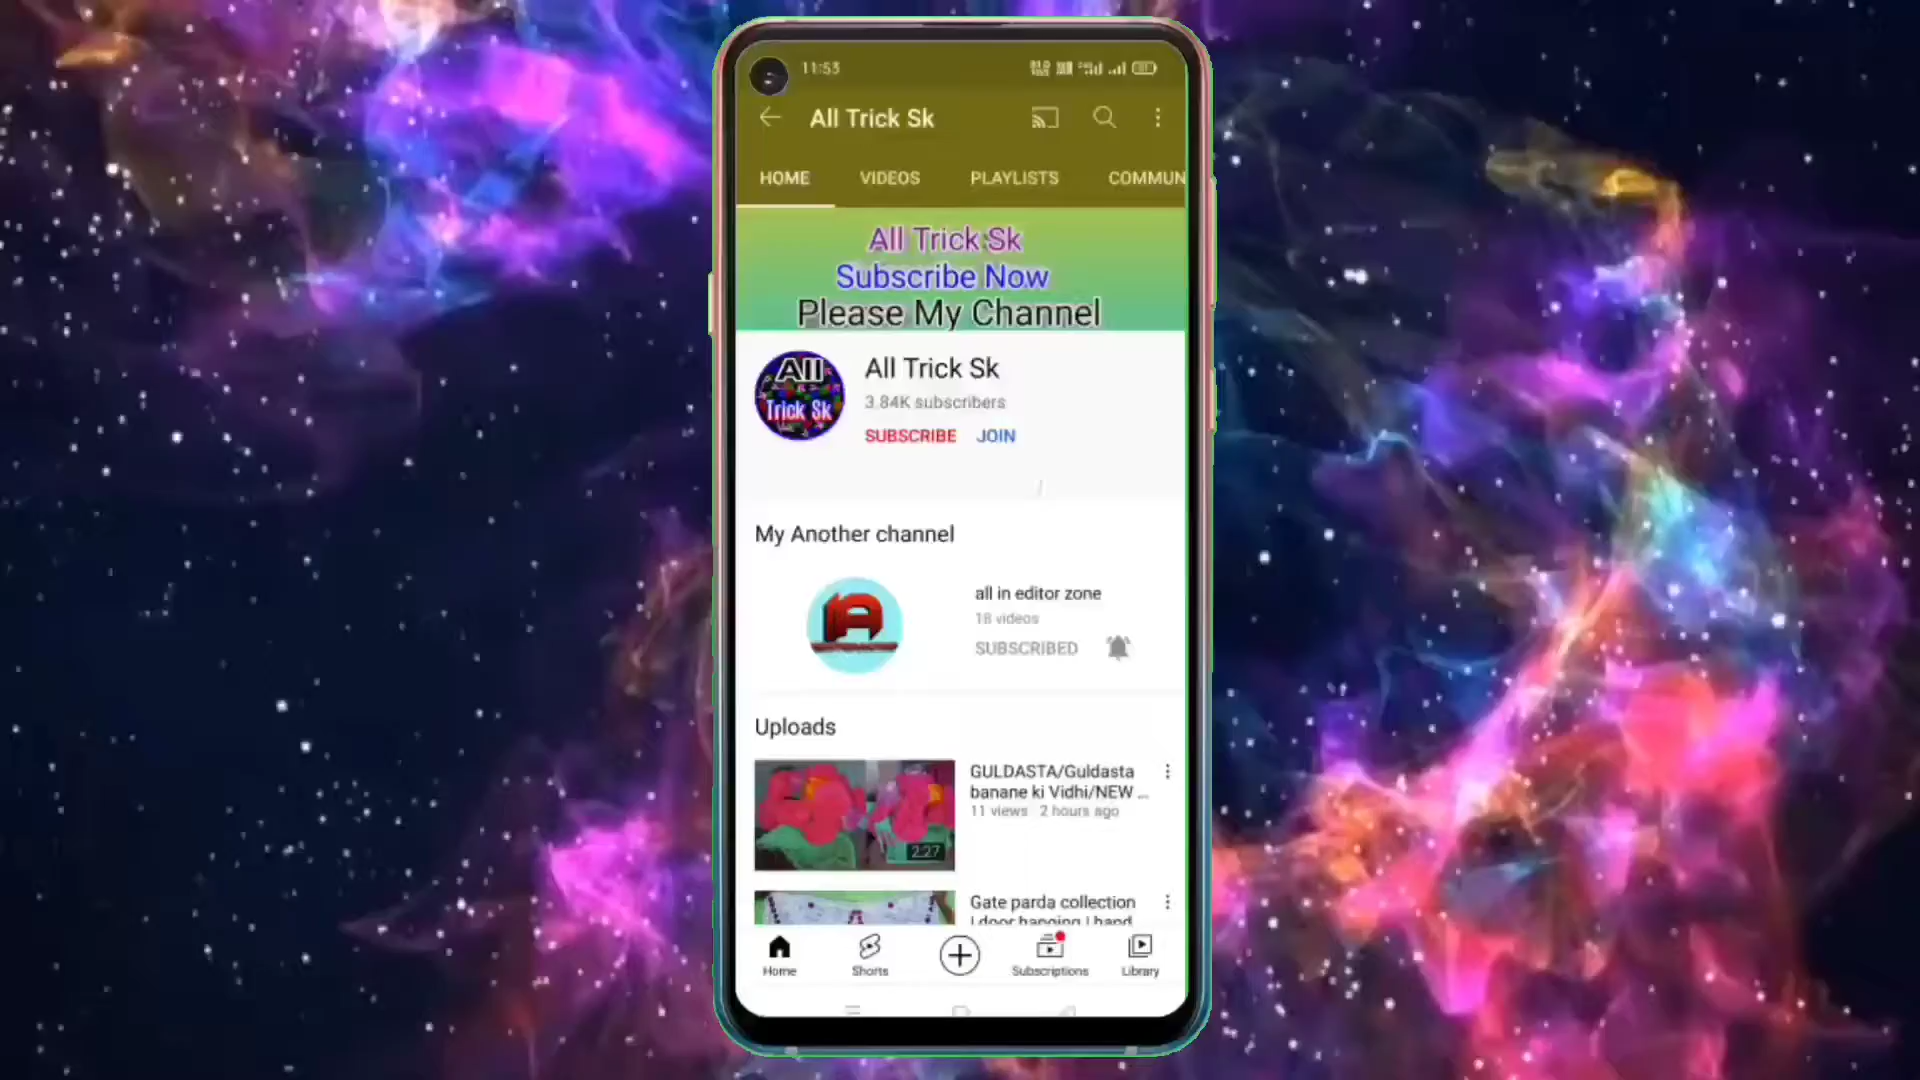 11:53
All Trick Sk
HOME VIDEOS PLAYLISTS COMMUN
All Trick Sk
Subscribe Now
Please My Channel
All
Trick Sk
All Trick Sk
3.84K subscribers
SUBSCRIBE JOIN
My Another channel
all in editor zone
18 videos
SUBSCRIBED
Uploads
GULDASTA/Guldasta
banane ki Vidhi/NEW ...
11 views 2 hours ago
2:27
Gate parda collection
| door hanging | hand
Home Shorts Subscriptions Library